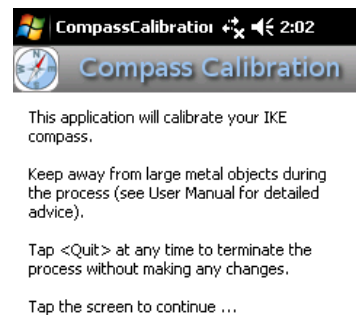 CompassCalibration 2:02
Compass Calibration
This application will calibrate your IKE
compass.
Keep away from large metal objects during
the process (see User Manual for detailed
advice).
Tap <Quit> at any time to terminate the
process without making any changes.
Tap the screen to continue ...